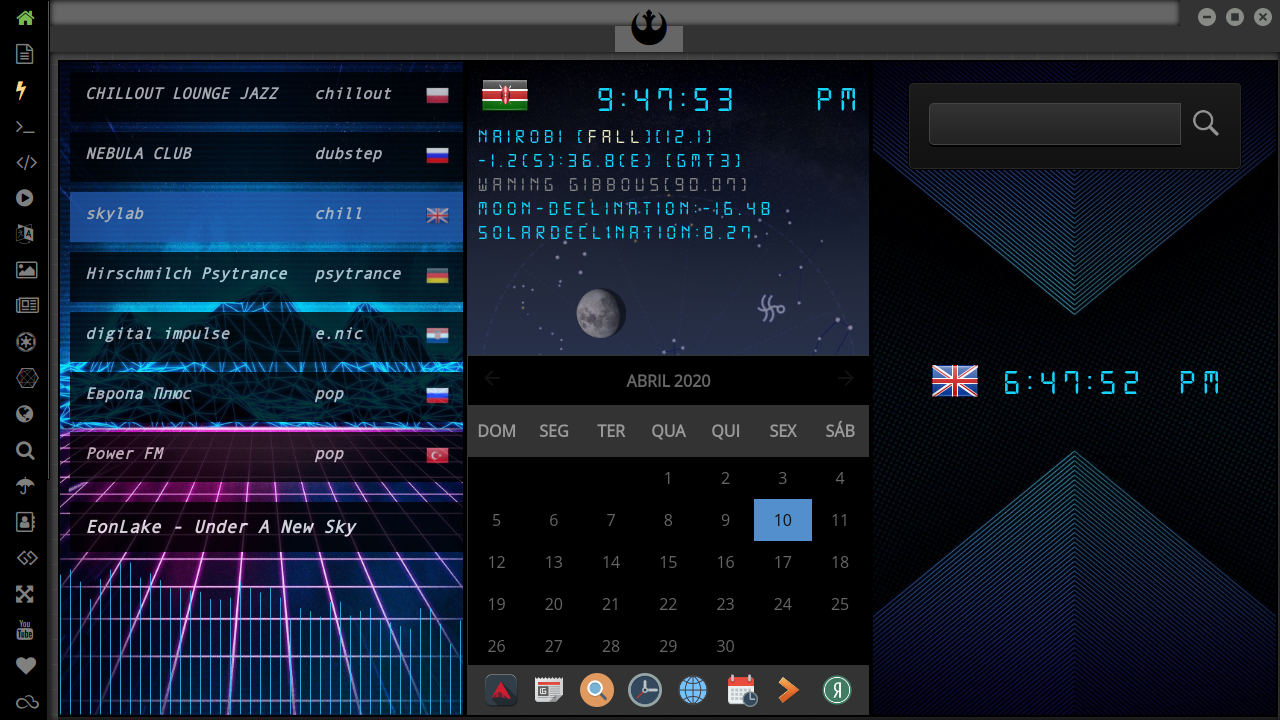 CHILLOUT LOUNGE JAZZ chillout
NEBULA CLUB dubstep
skylab chill
Hirschmilch Psytrance psytrance
digital impulse e.nic
Европа Плюс pop
Power FM pop
EonLake - Under A New Sky
9:47:53 PM
NAIROBI (FALL)(12.1)
-1.2(S):36.8(E) (GMT3)
WANING GIBBOUS(90.07)
MOON-DECLINATION:-16.48
SOLARDECLINATION:8.27
ABRIL 2020
DOM SEG TER QUA QUI SEX SÁB
1 2 3 4
5 6 7 8 9 10 11
12 13 14 15 16 17 18
19 20 21 22 23 24 25
26 27 28 29 30
6:47:52 PM
You
Tube
Я